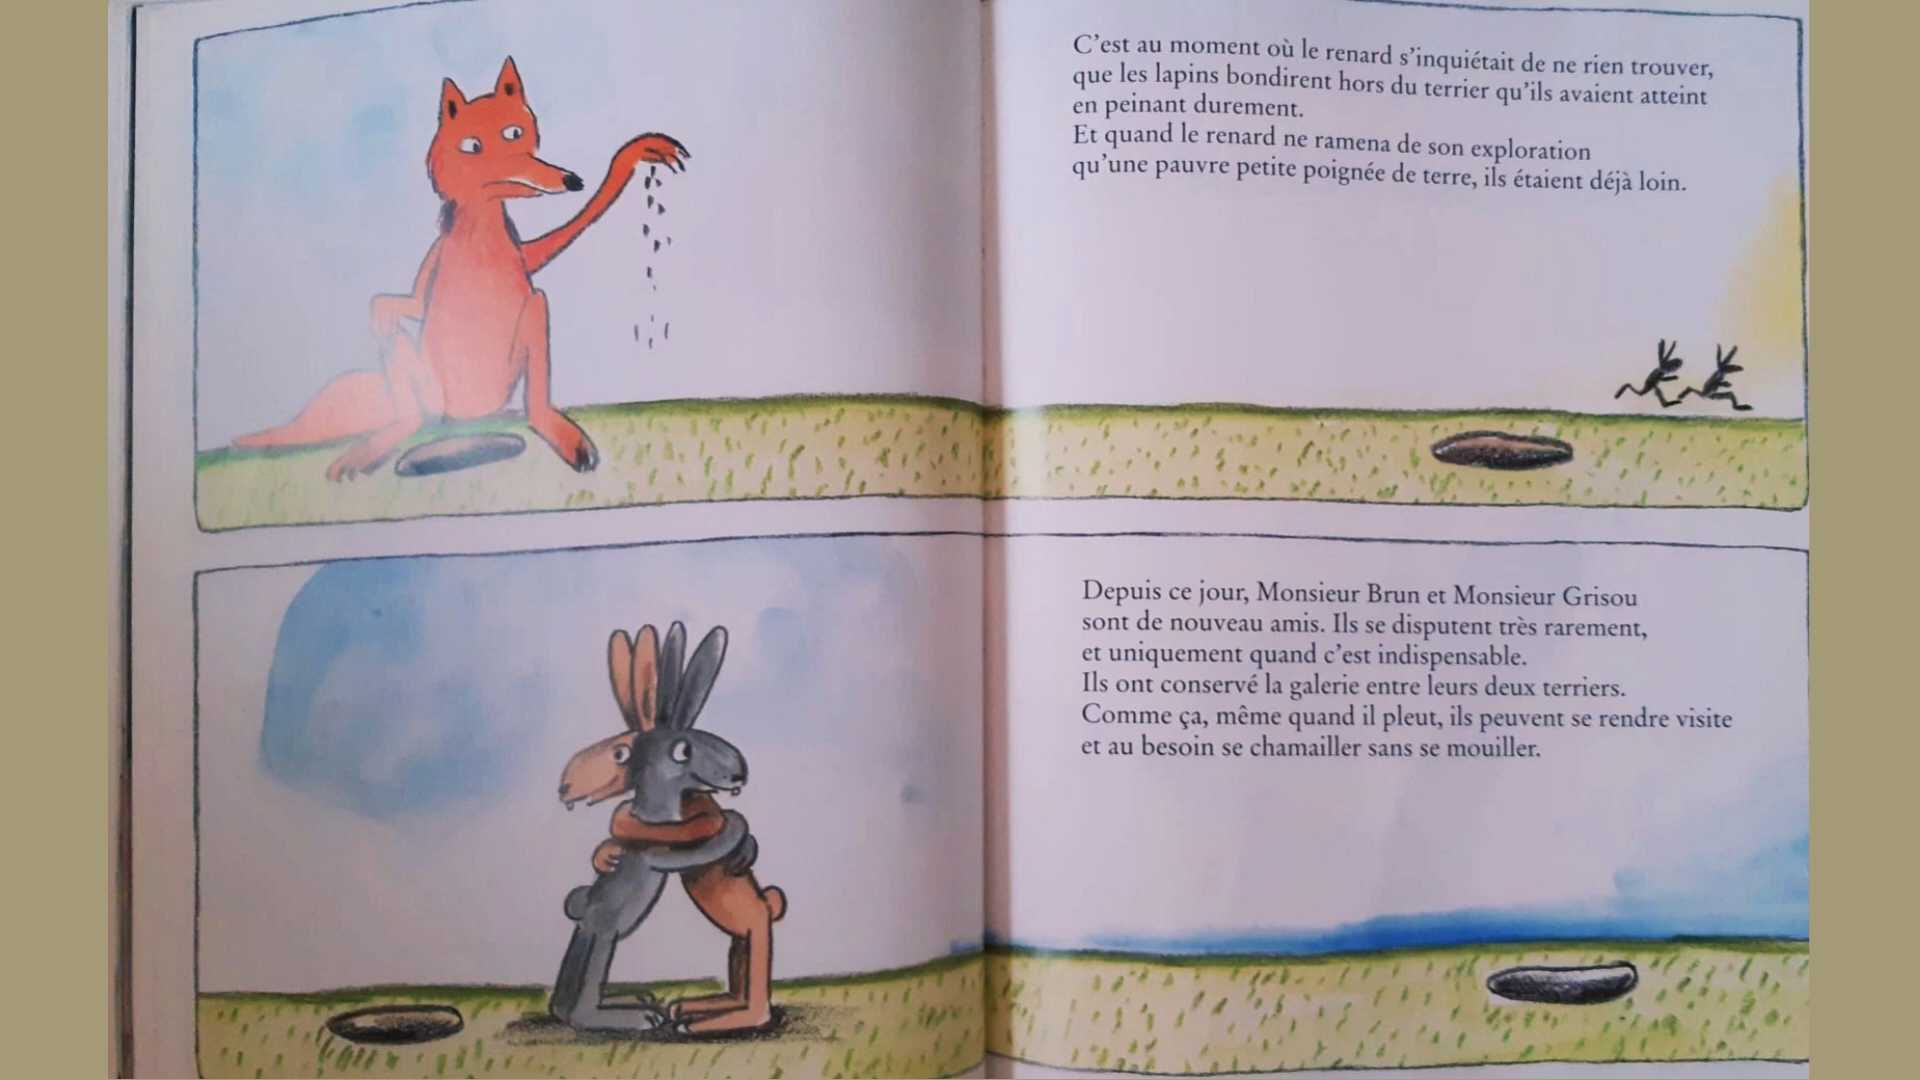 C'est au moment où le renard s'inquiétait de ne rien trouver,
que les lapins bondirent hors du terrier qu'ils avaient atteint
en peinant durement.
Et quand le renard ne ramena de son exploration
qu'une pauvre petite poignée de terre, ils étaient déjà loin.
Depuis ce jour, Monsieur Brun et Monsieur Grisou
sont de nouveau amis. Ils se disputent très rarement,
et uniquement quand c'est indispensable.
Ils ont conservé la galerie entre leurs deux terriers.
Comme ça, même quand il pleut, ils peuvent se rendre visite
et au besoin se chamailler sans se mouiller.